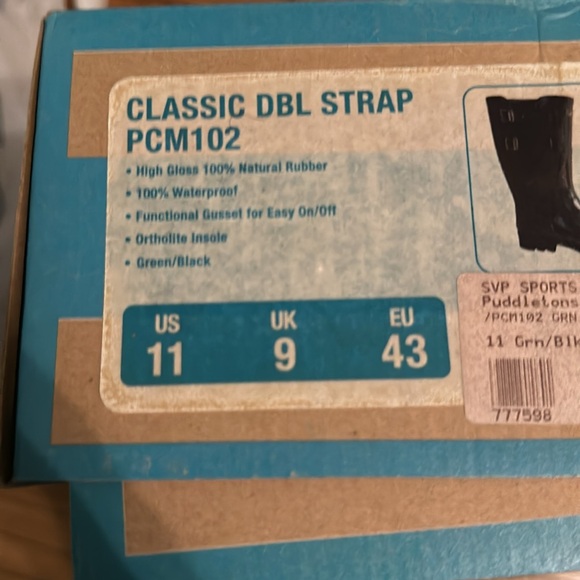 CLASSIC DBL STRAP
PCM102
• High Gloss 100% Natural Rubber
• 100% Waterproof
• Functional Gusset for Easy On/Off
• Ortholite Insole
• Green/Black
US
11
UK
9
EU
43
SVP SPORTS
Puddletons
/PCM102 GRN
11 Grn/Blk
777598